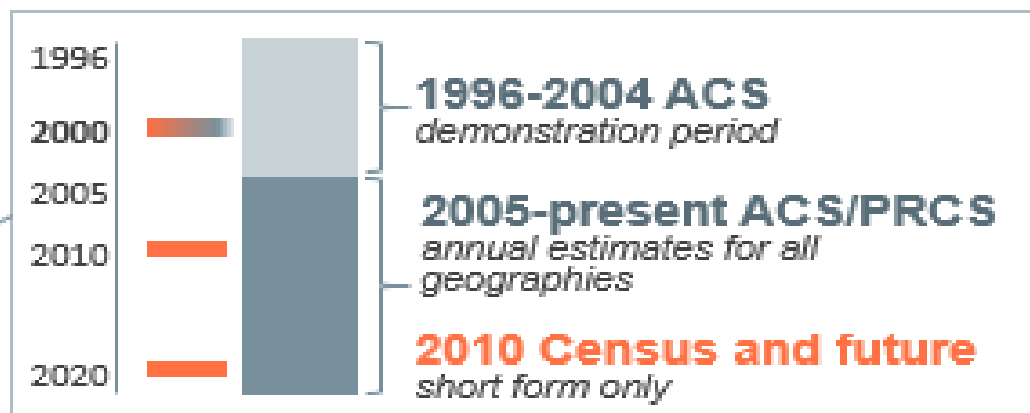 1996
2000
2005
2010
2020
1996-2004 ACS
demonstration period
2005-present ACS/PRCS
annual estimates for all
geographies
2010 Census and future
short form only